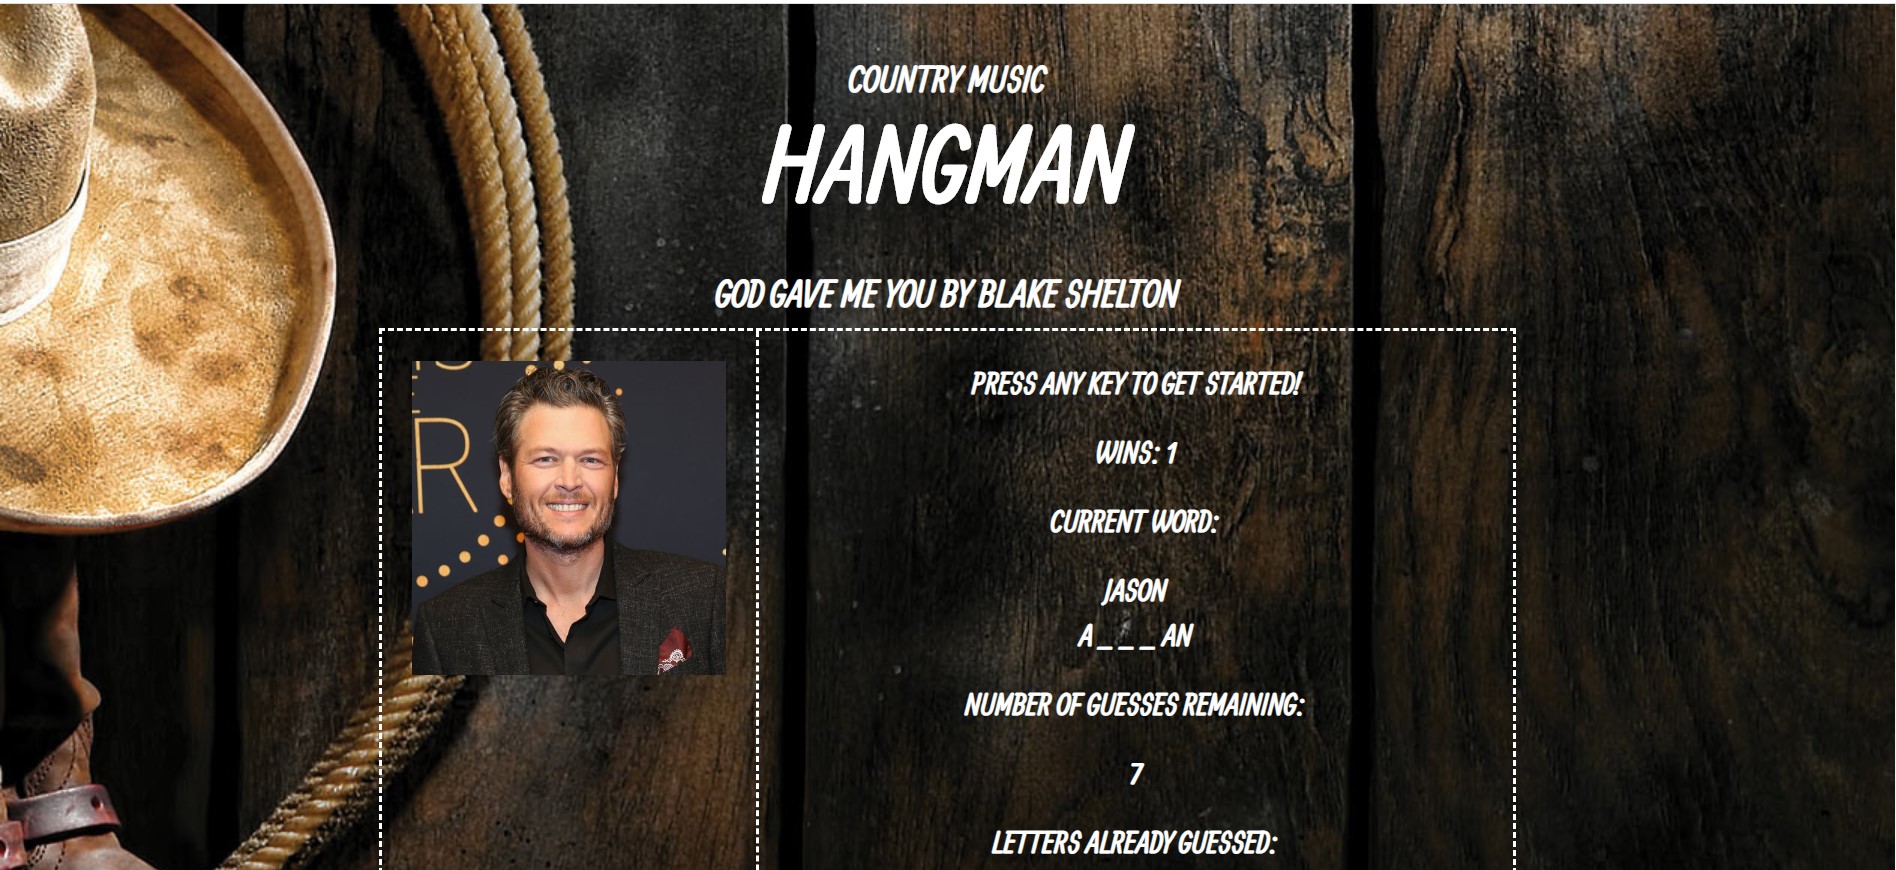 COUNTRY MUSIC
HANGMAN
GOD GAVE ME YOU BY BLAKE SHELTON
PRESS ANY KEY TO GET STARTED!
WINS: 1
CURRENT WORD:
JASON
A _ _ _ AN
NUMBER OF GUESSES REMAINING:
7
LETTERS ALREADY GUESSED:
R